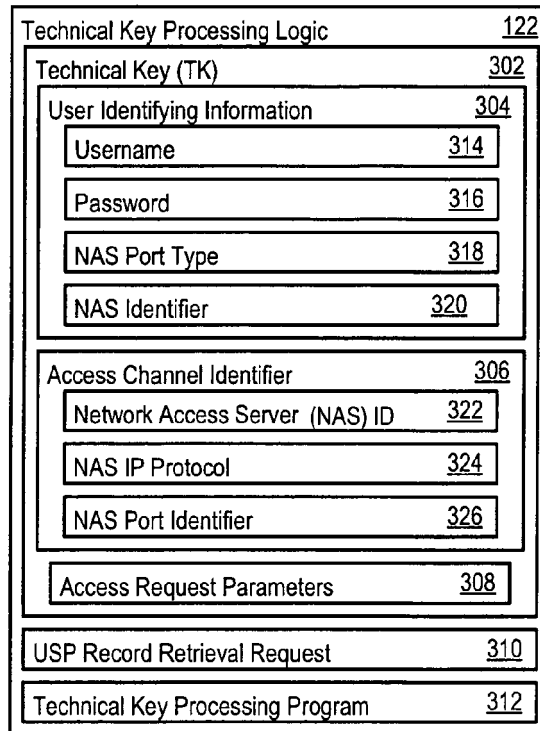 Technical Key Processing Logic 122
Technical Key (TK) 302
User Identifying Information 304
Username 314
Password 316
NAS Port Type 318
NAS Identifier 320
Access Channel Identifier 306
Network Access Server (NAS) ID 322
NAS IP Protocol 324
NAS Port Identifier 326
Access Request Parameters 308
USP Record Retrieval Request 310
Technical Key Processing Program 312